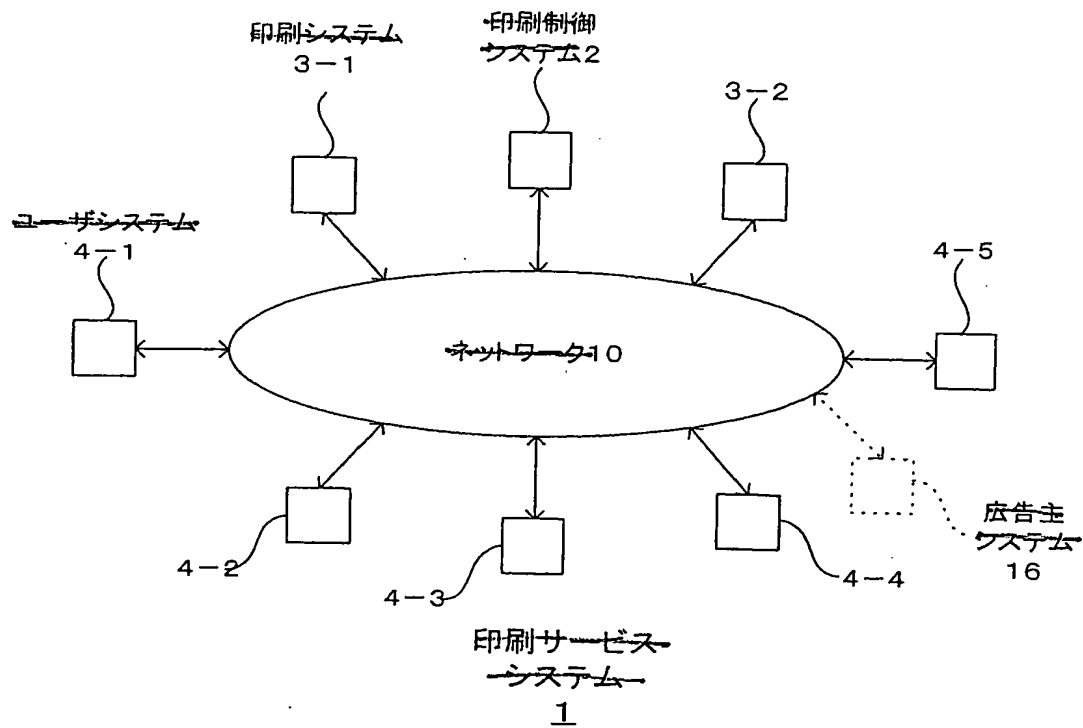 印刷システム
3-1
印刷制御
システム2
3-2
ユーザシステム
4-1
4-5
ネットワーク10
4-2
4-3
4-4
広告主
システム
16
印刷サービス
システム
1